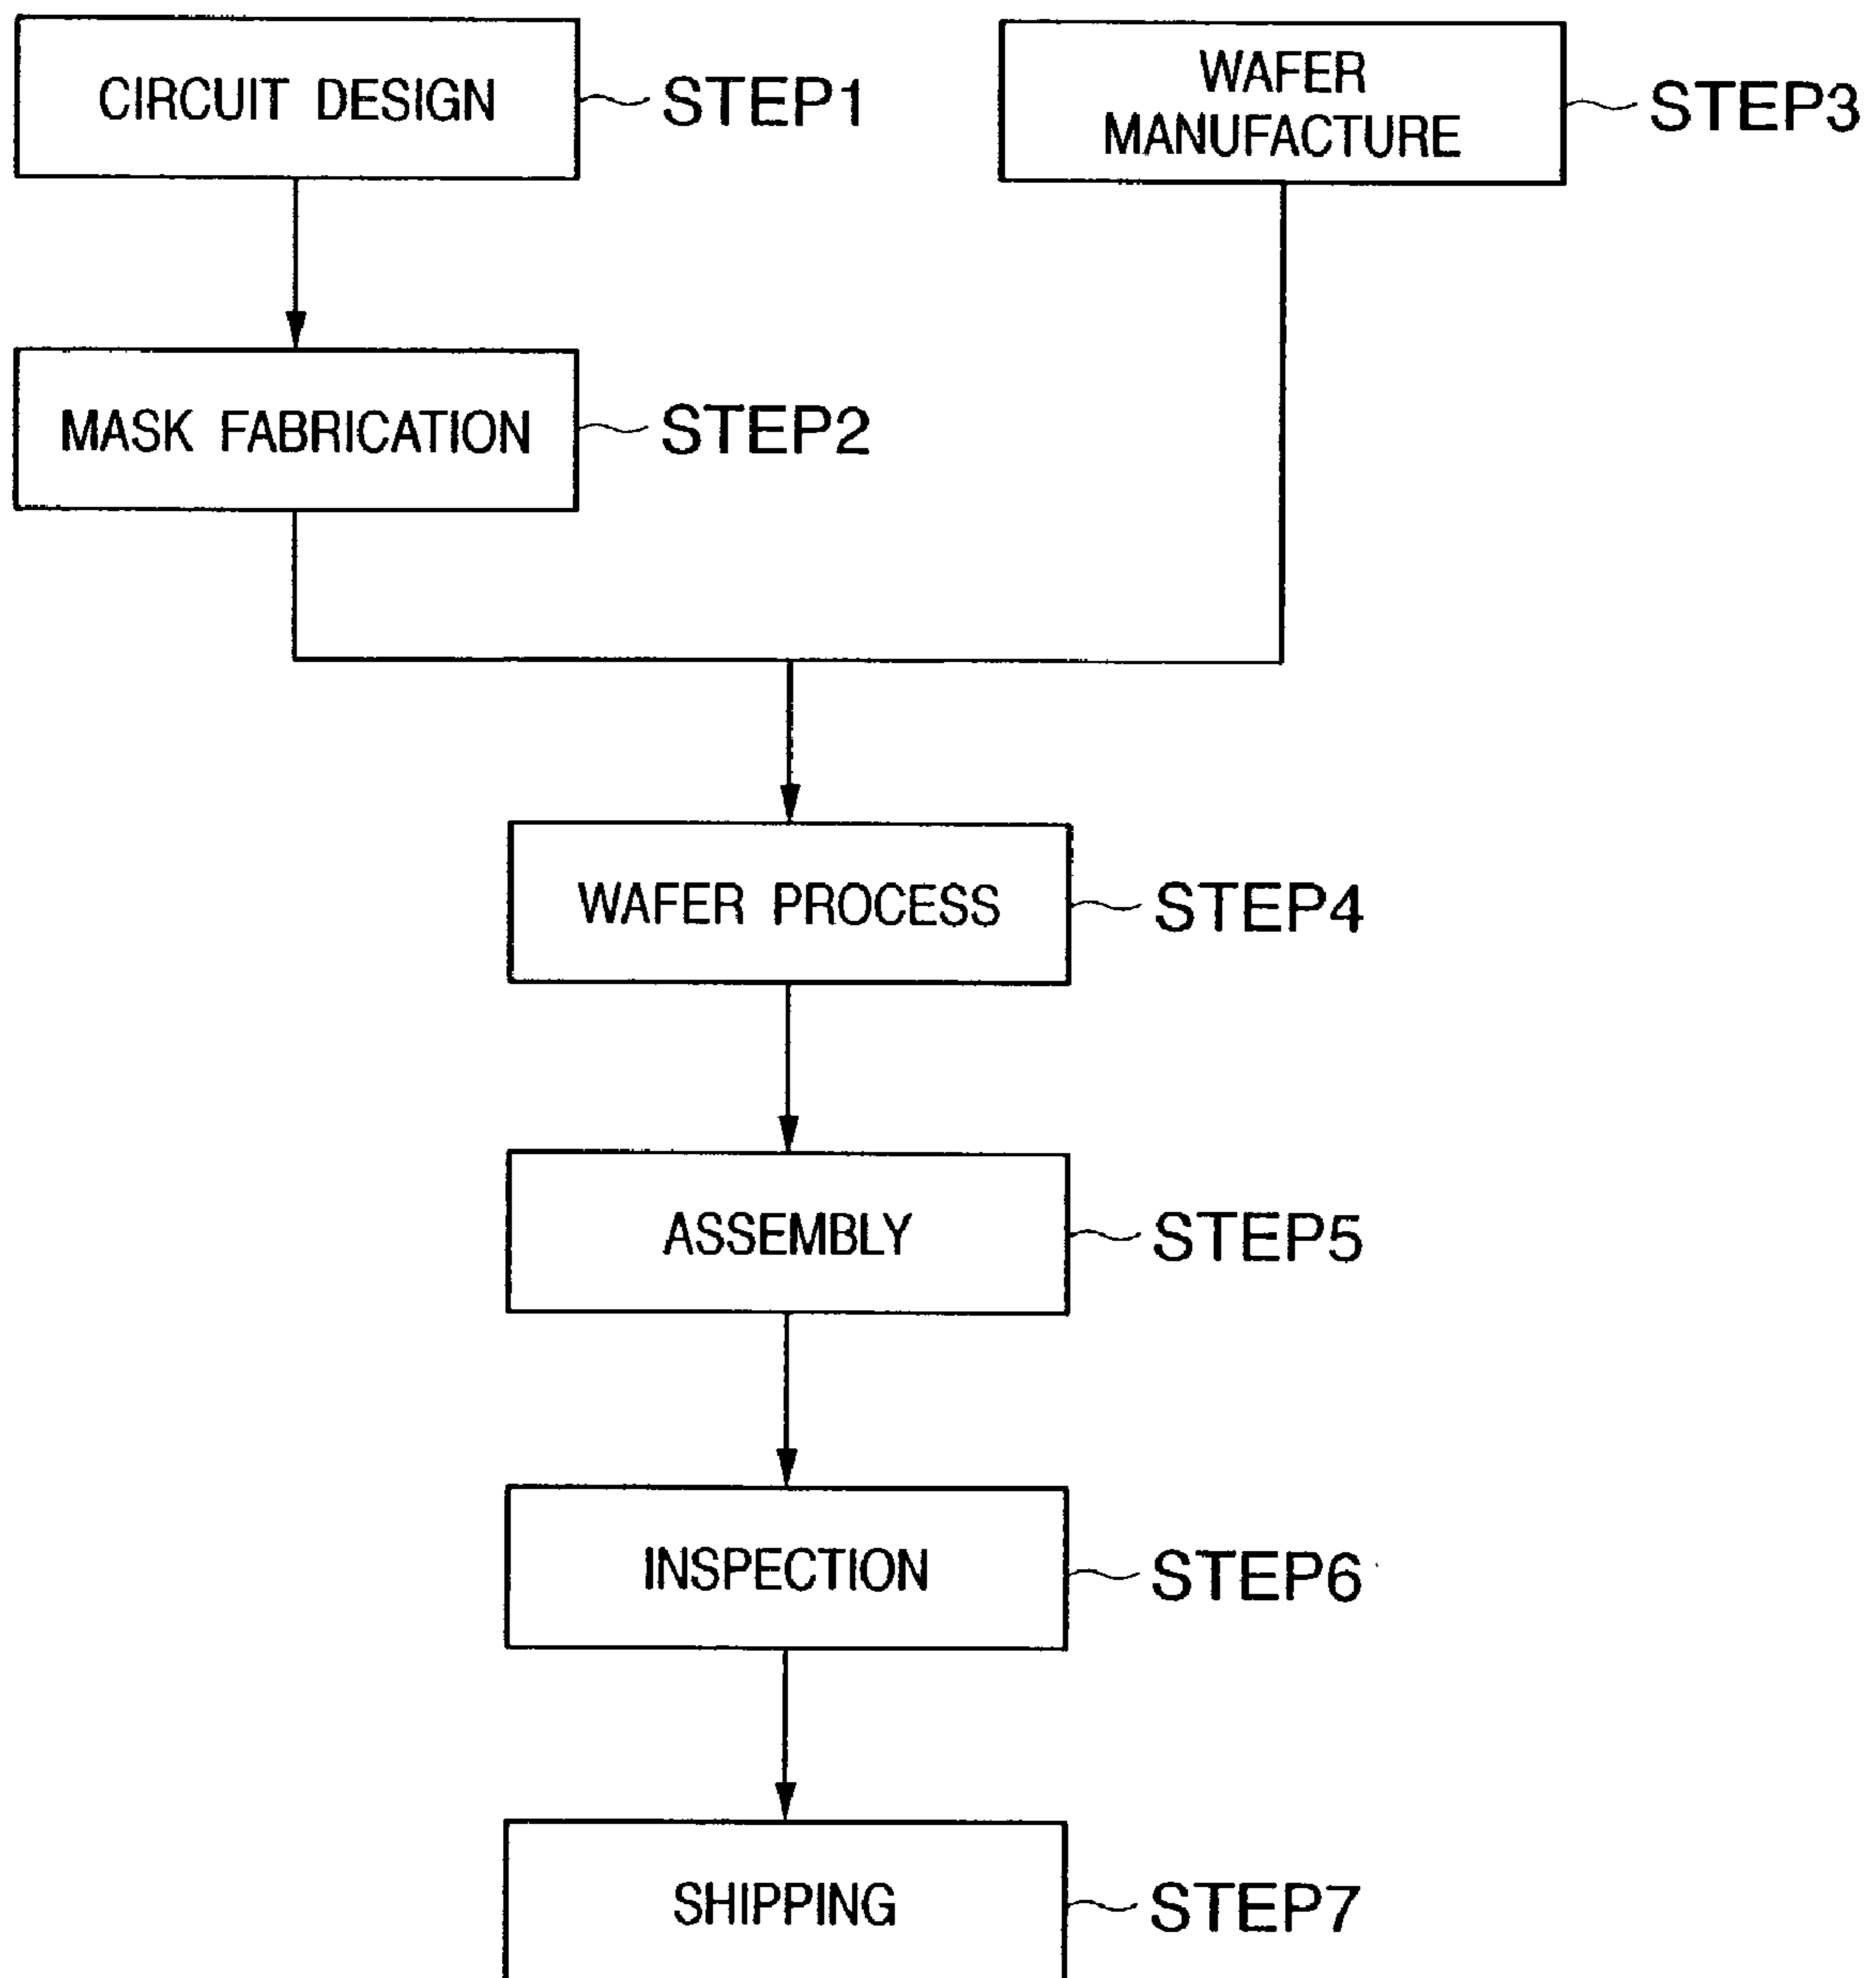 CIRCUIT DESIGN
STEP1
WAFER
MANUFACTURE
STEP3
MASK FABRICATION
STEP2
WAFER PROCESS
STEP4
ASSEMBLY
STEP5
INSPECTION
STEP6
SHIPPING
STEP7